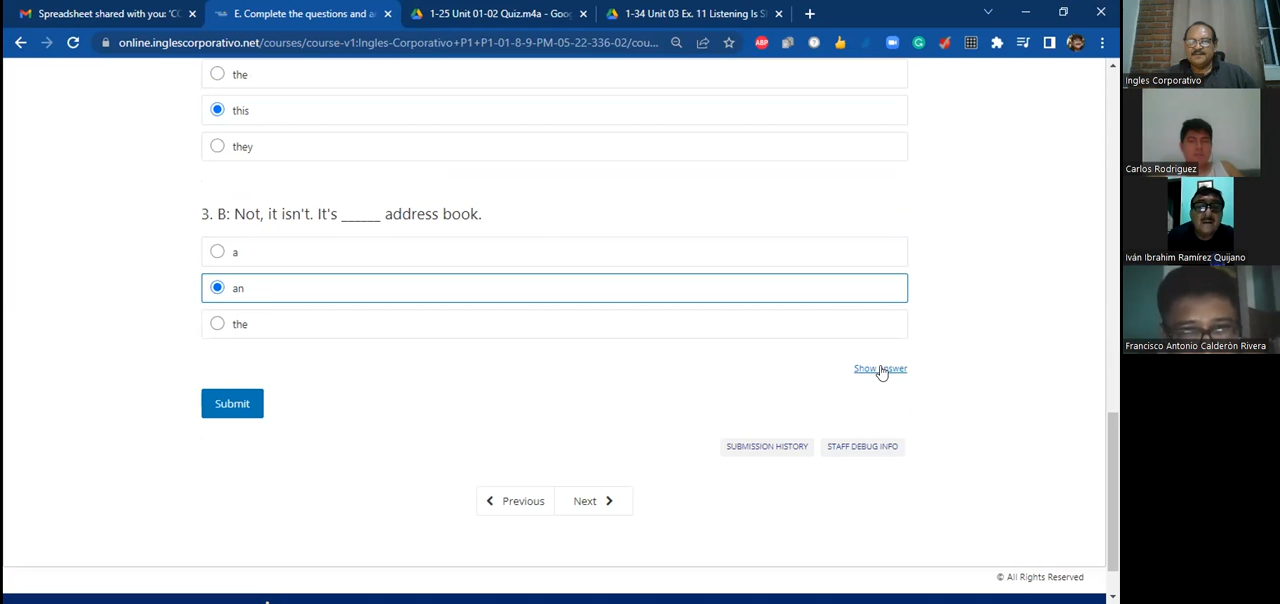 Spreadsheet shared with you: 'CC
E. Complete the questions and a
1-25 Unit 01-02 Quiz.m4a - Goo
1-34 Unit 03 Ex. 11 Listening Is S
online.inglescorporativo.net/courses/course-v1:Ingles-Corporativo+P1+P1-01-8-9-PM-05-22-336-02/cou...
the
this
they
3. B: Not, it isn't. It's ______ address book.
a
an
the
Show Answer
Submit
SUBMISSION HISTORY
STAFF DEBUG INFO
Previous
Next
© All Rights Reserved
Ingles Corporativo
Carlos Rodriguez
Iván Ibrahim Ramírez Quijano
Francisco Antonio Calderòn Rivera